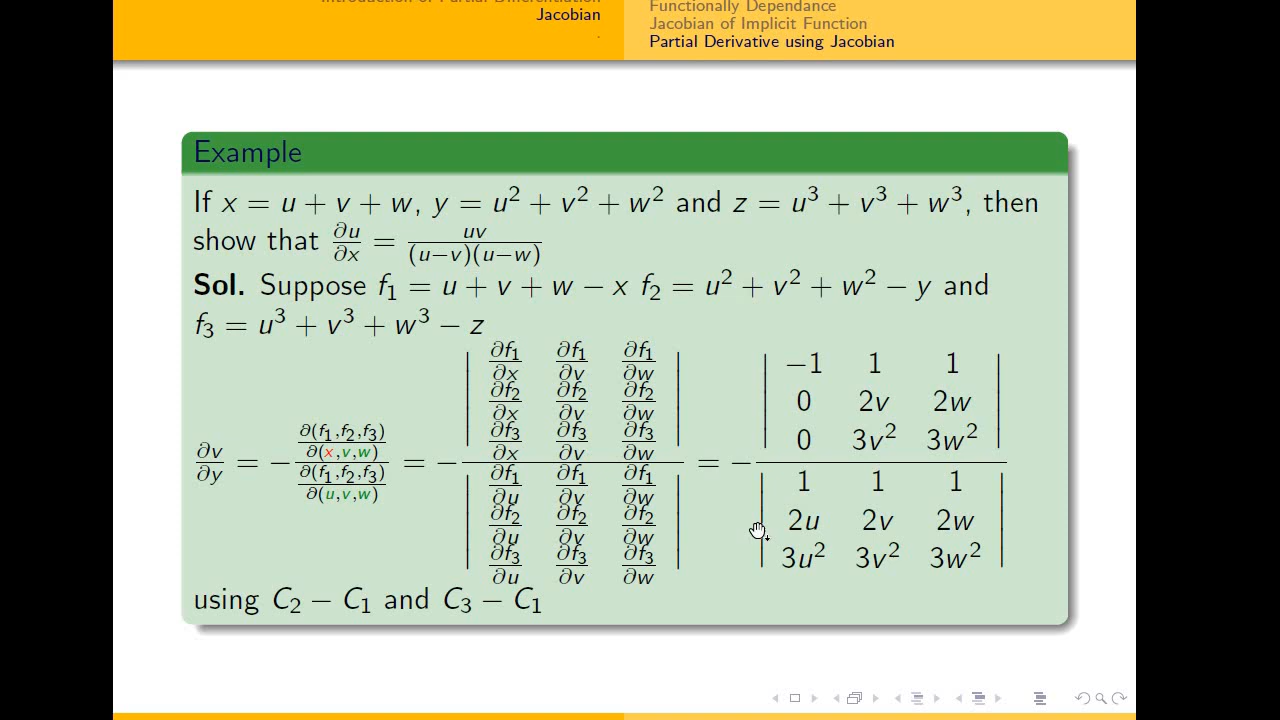 Introduction of Partial Differentiation
Jacobian
.
Functionally Dependance
Jacobian of Implicit Function
Partial Derivative using Jacobian
Example
If x = u + v + w, y = u² + v² + w² and z = u³ + v³ + w³, then
show that ∂u/∂x = uv/((u−v)(u−w))
Sol. Suppose f₁ = u + v + w − x f₂ = u² + v² + w² − y and
f₃ = u³ + v³ + w³ − z
∂v/∂y = − (∂(f₁,f₂,f₃)/∂(x,v,w))/(∂(f₁,f₂,f₃)/∂(u,v,w)) = − |∂f₁/∂x ∂f₁/∂v ∂f₁/∂w; ∂f₂/∂x ∂f₂/∂v ∂f₂/∂w; ∂f₃/∂x ∂f₃/∂v ∂f₃/∂w| / |∂f₁/∂u ∂f₁/∂v ∂f₁/∂w; ∂f₂/∂u ∂f₂/∂v ∂f₂/∂w; ∂f₃/∂u ∂f₃/∂v ∂f₃/∂w| = − |−1 1 1; 0 2v 2w; 0 3v² 3w²| / |1 1 1; 2u 2v 2w; 3u² 3v² 3w²|
using C₂ − C₁ and C₃ − C₁